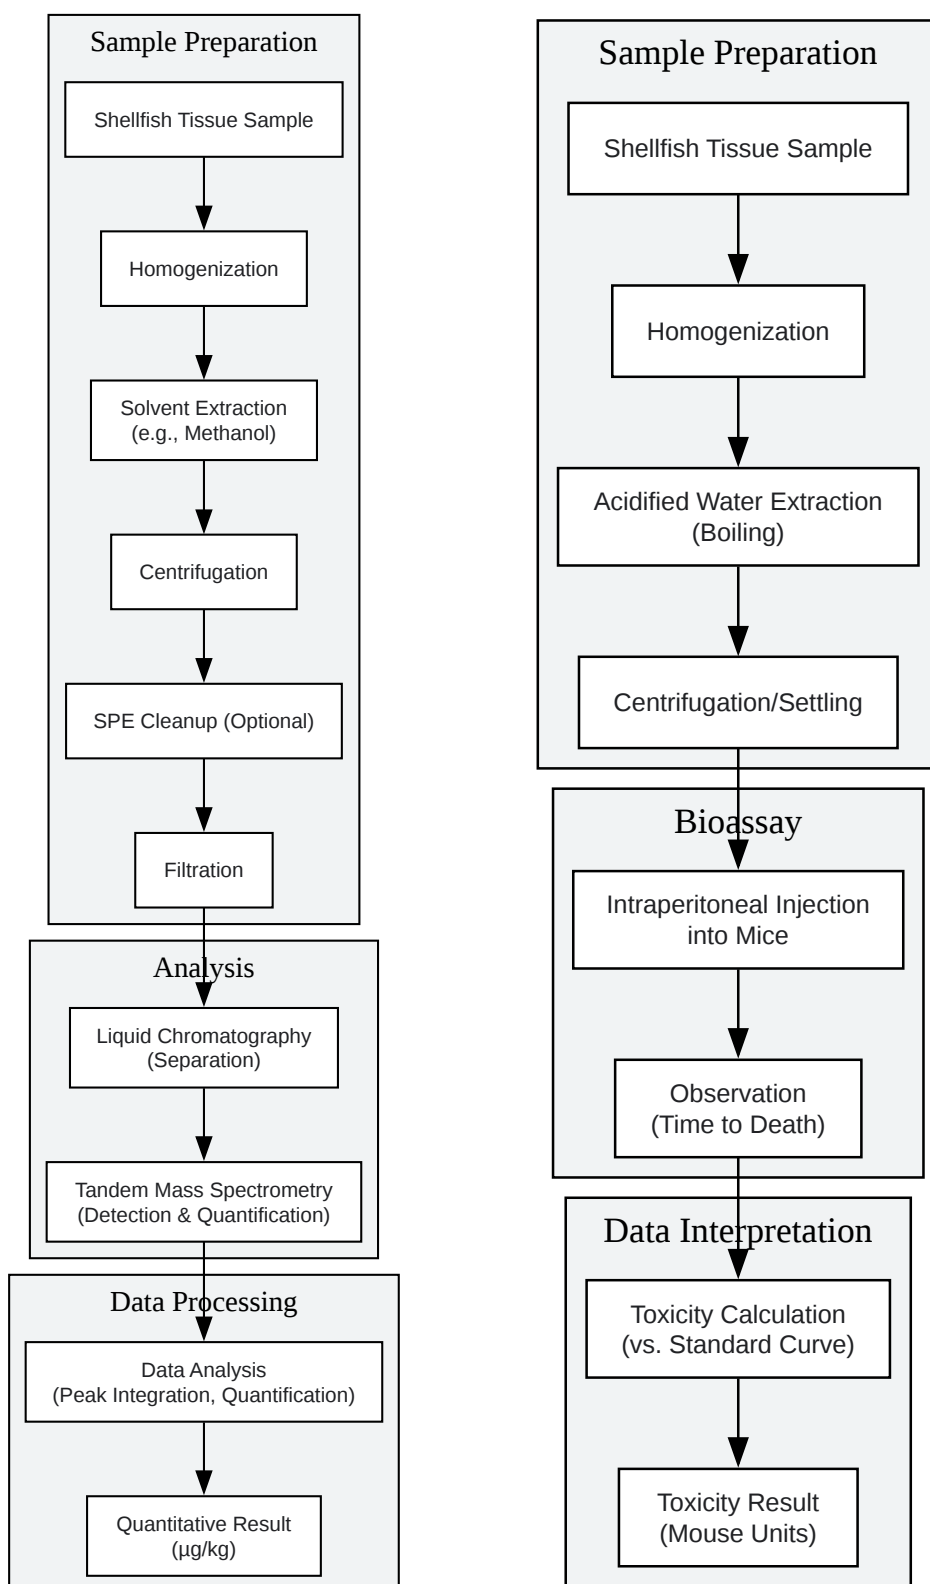 Sample Preparation
Shellfish Tissue Sample
Homogenization
Solvent Extraction
(e.g., Methanol)
Centrifugation
SPE Cleanup (Optional)
Filtration
Analysis
Liquid Chromatography
(Separation)
Tandem Mass Spectrometry
(Detection & Quantification)
Data Processing
Data Analysis
(Peak Integration, Quantification)
Quantitative Result
(µg/kg)
Sample Preparation
Shellfish Tissue Sample
Homogenization
Acidified Water Extraction
(Boiling)
Centrifugation/Settling
Bioassay
Intraperitoneal Injection
into Mice
Observation
(Time to Death)
Data Interpretation
Toxicity Calculation
(vs. Standard Curve)
Toxicity Result
(Mouse Units)